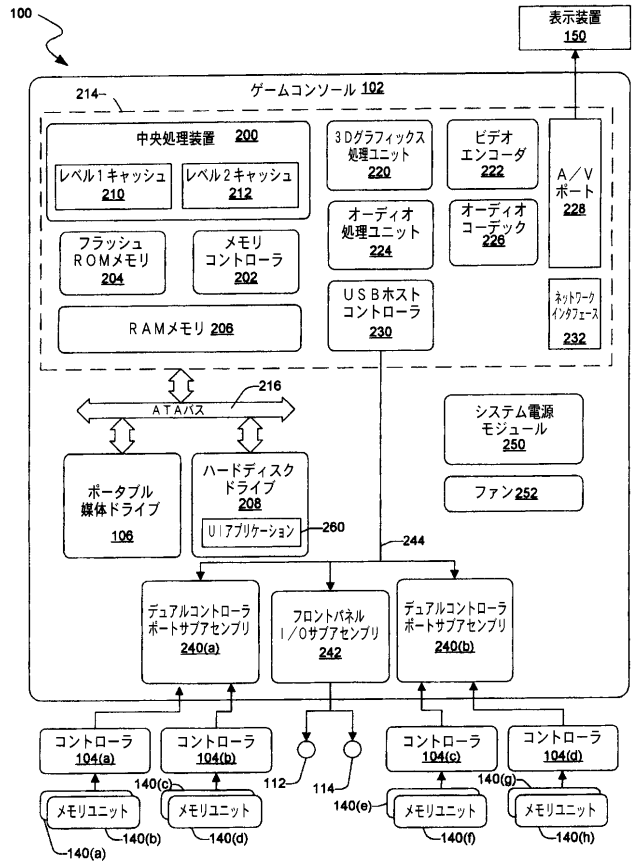 100
表示装置
150
214
ゲームコンソール 102
中央処理装置 200
レベル1キャッシュ
210
レベル2キャッシュ
212
3Dグラフィックス
処理ユニット
220
ビデオ
エンコーダ
222
A/V
ポート
228
フラッシュ
ROMメモリ
204
メモリ
コントローラ
202
オーディオ
処理ユニット
224
オーディオ
コーデック
226
RAMメモリ 206
USBホスト
コントローラ
230
ネットワーク
インタフェース
232
216
ATAバス
システム電源
モジュール
250
ポータブル
媒体ドライブ
106
ハードディスク
ドライブ
208
UIアプリケーション
260
ファン252
244
デュアルコントローラ
ポートサブアセンブリ
240(a)
フロントパネル
I/Oサブアセンブリ
242
デュアルコントローラ
ポートサブアセンブリ
240(b)
コントローラ
104(a)
コントローラ
104(b)
112
114
コントローラ
104(c)
コントローラ
104(d)
140(c)
140(e)
140(g)
メモリユニット
メモリユニット
メモリユニット
メモリユニット
140(b)
140(d)
140(f)
140(h)
140(a)